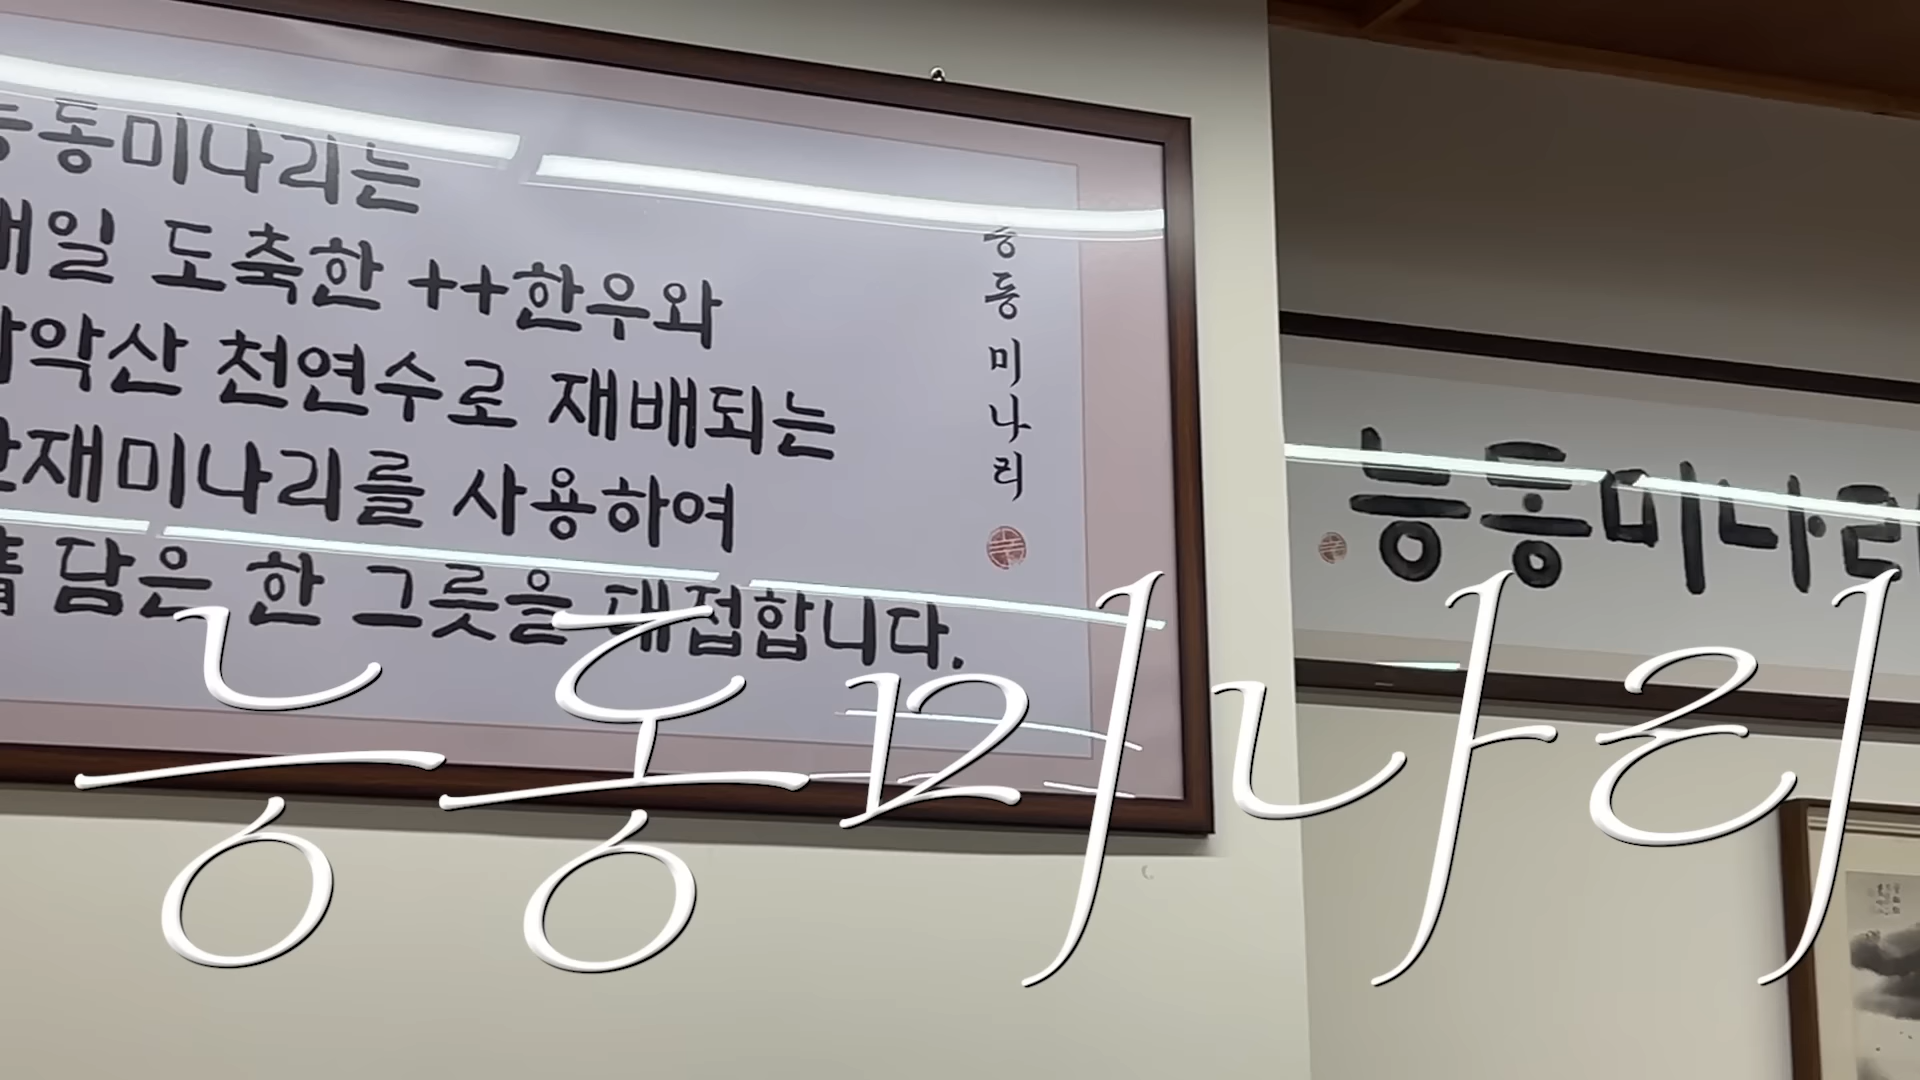 능동미나리는
매일 도축한 ++한우와
화악산 천연수로 재배되는
한재미나리를 사용하여
담은 한 그릇을 대접합니다.
능동미나리
능동미나리
능동미나리